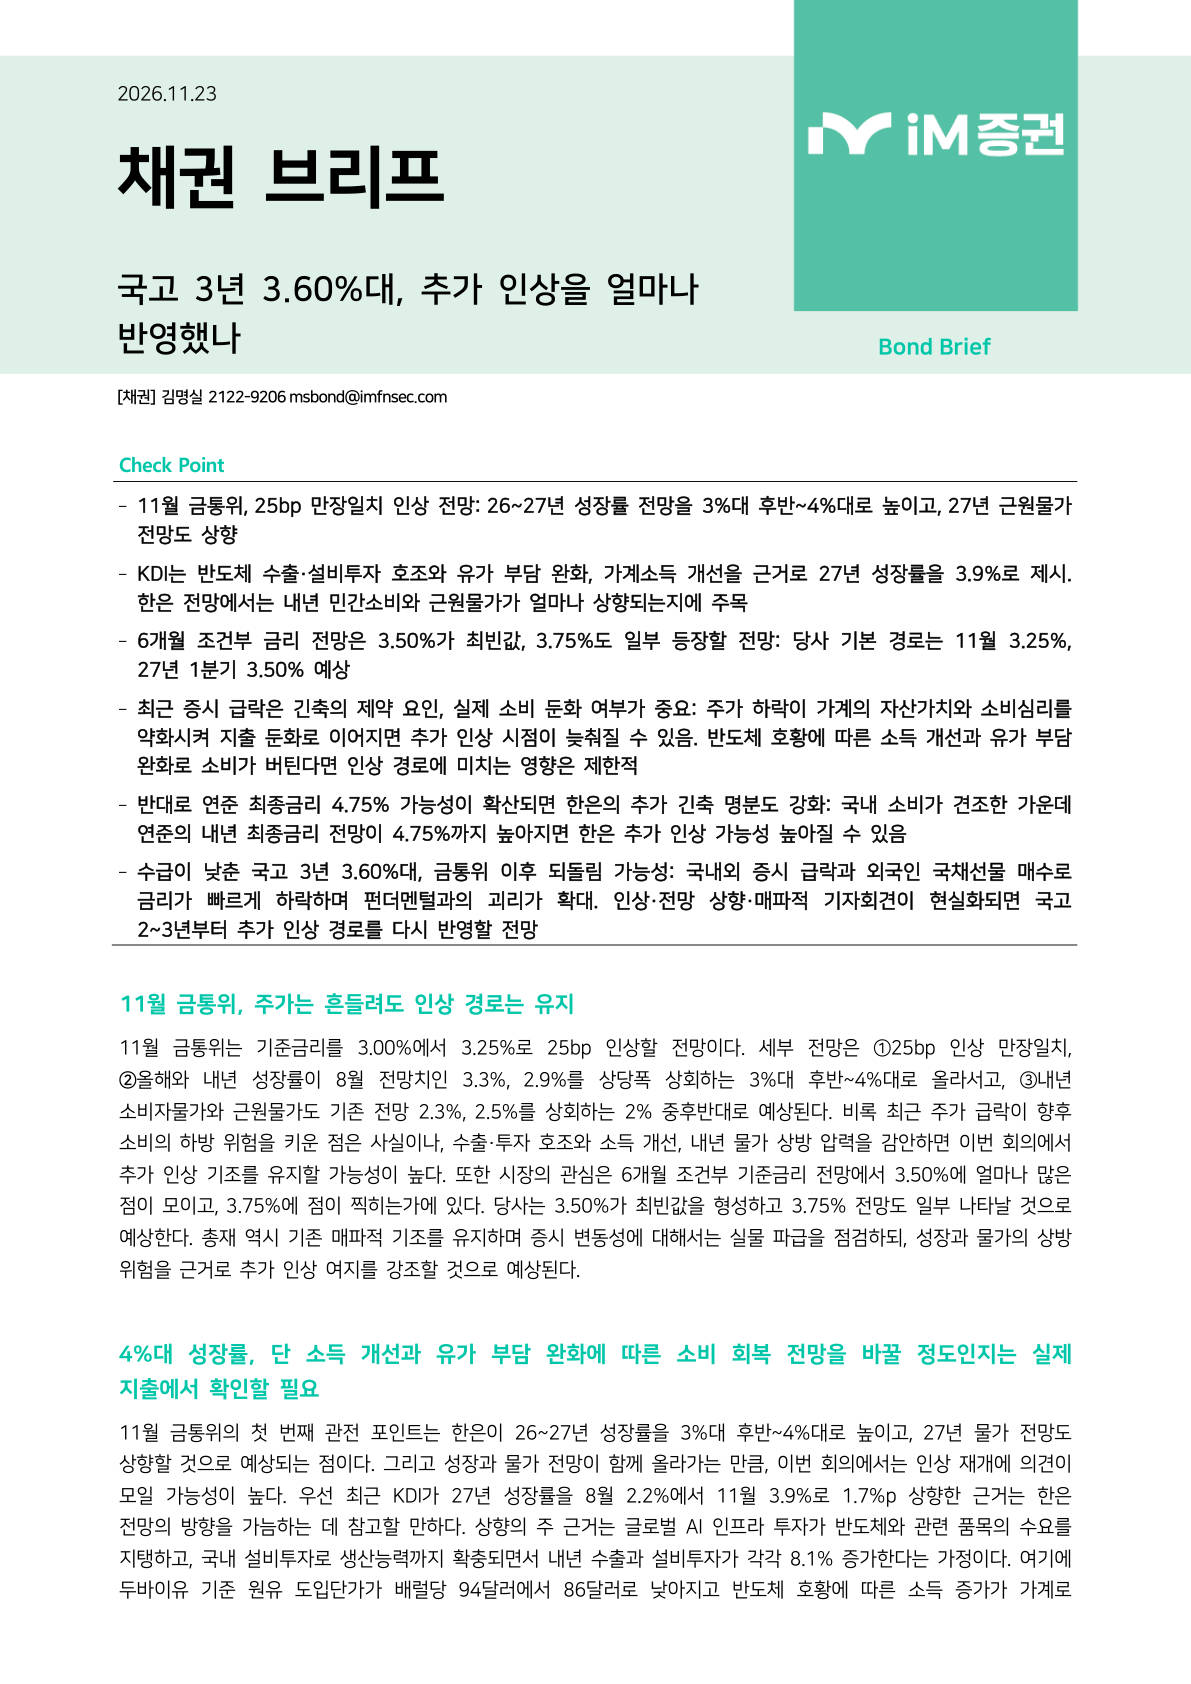 2026.11.23
채권 브리프
iM증권
국고 3년 3.60%대, 추가 인상을 얼마나
반영했나
Bond Brief
[채권] 김명실 2122-9206 msbond@imfnsec.com
Check Point
- 11월 금통위, 25bp 만장일치 인상 전망: 26~27년 성장률 전망을 3%대 후반~4%대로 높이고, 27년 근원물가
전망도 상향
- KDI는 반도체 수출·설비투자 호조와 유가 부담 완화, 가계소득 개선을 근거로 27년 성장률을 3.9%로 제시.
한은 전망에서는 내년 민간소비와 근원물가가 얼마나 상향되는지에 주목
- 6개월 조건부 금리 전망은 3.50%가 최빈값, 3.75%도 일부 등장할 전망: 당사 기본 경로는 11월 3.25%,
27년 1분기 3.50% 예상
- 최근 증시 급락은 긴축의 제약 요인, 실제 소비 둔화 여부가 중요: 주가 하락이 가계의 자산가치와 소비심리를
약화시켜 지출 둔화로 이어지면 추가 인상 시점이 늦춰질 수 있음. 반도체 호황에 따른 소득 개선과 유가 부담
완화로 소비가 버틴다면 인상 경로에 미치는 영향은 제한적
- 반대로 연준 최종금리 4.75% 가능성이 확산되면 한은의 추가 긴축 명분도 강화: 국내 소비가 견조한 가운데
연준의 내년 최종금리 전망이 4.75%까지 높아지면 한은 추가 인상 가능성 높아질 수 있음
- 수급이 낮춘 국고 3년 3.60%대, 금통위 이후 되돌림 가능성: 국내외 증시 급락과 외국인 국채선물 매수로
금리가 빠르게 하락하며 펀더멘털과의 괴리가 확대. 인상·전망 상향·매파적 기자회견이 현실화되면 국고
2~3년부터 추가 인상 경로를 다시 반영할 전망
11월 금통위, 주가는 흔들려도 인상 경로는 유지
11월 금통위는 기준금리를 3.00%에서 3.25%로 25bp 인상할 전망이다. 세부 전망은 ①25bp 인상 만장일치,
②올해와 내년 성장률이 8월 전망치인 3.3%, 2.9%를 상당폭 상회하는 3%대 후반~4%대로 올라서고, ③내년
소비자물가와 근원물가도 기존 전망 2.3%, 2.5%를 상회하는 2% 중후반대로 예상된다. 비록 최근 주가 급락이 향후
소비의 하방 위험을 키운 점은 사실이나, 수출·투자 호조와 소득 개선, 내년 물가 상방 압력을 감안하면 이번 회의에서
추가 인상 기조를 유지할 가능성이 높다. 또한 시장의 관심은 6개월 조건부 기준금리 전망에서 3.50%에 얼마나 많은
점이 모이고, 3.75%에 점이 찍히는가에 있다. 당사는 3.50%가 최빈값을 형성하고 3.75% 전망도 일부 나타날 것으로
예상한다. 총재 역시 기존 매파적 기조를 유지하며 증시 변동성에 대해서는 실물 파급을 점검하되, 성장과 물가의 상방
위험을 근거로 추가 인상 여지를 강조할 것으로 예상된다.
4%대 성장률, 단 소득 개선과 유가 부담 완화에 따른 소비 회복 전망을 바꿀 정도인지는 실제
지출에서 확인할 필요
11월 금통위의 첫 번째 관전 포인트는 한은이 26~27년 성장률을 3%대 후반~4%대로 높이고, 27년 물가 전망도
상향할 것으로 예상되는 점이다. 그리고 성장과 물가 전망이 함께 올라가는 만큼, 이번 회의에서는 인상 재개에 의견이
모일 가능성이 높다. 우선 최근 KDI가 27년 성장률을 8월 2.2%에서 11월 3.9%로 1.7%p 상향한 근거는 한은
전망의 방향을 가늠하는 데 참고할 만하다. 상향의 주 근거는 글로벌 AI 인프라 투자가 반도체와 관련 품목의 수요를
지탱하고, 국내 설비투자로 생산능력까지 확충되면서 내년 수출과 설비투자가 각각 8.1% 증가한다는 가정이다. 여기에
두바이유 기준 원유 도입단가가 배럴당 94달러에서 86달러로 낮아지고 반도체 호황에 따른 소득 증가가 가계로